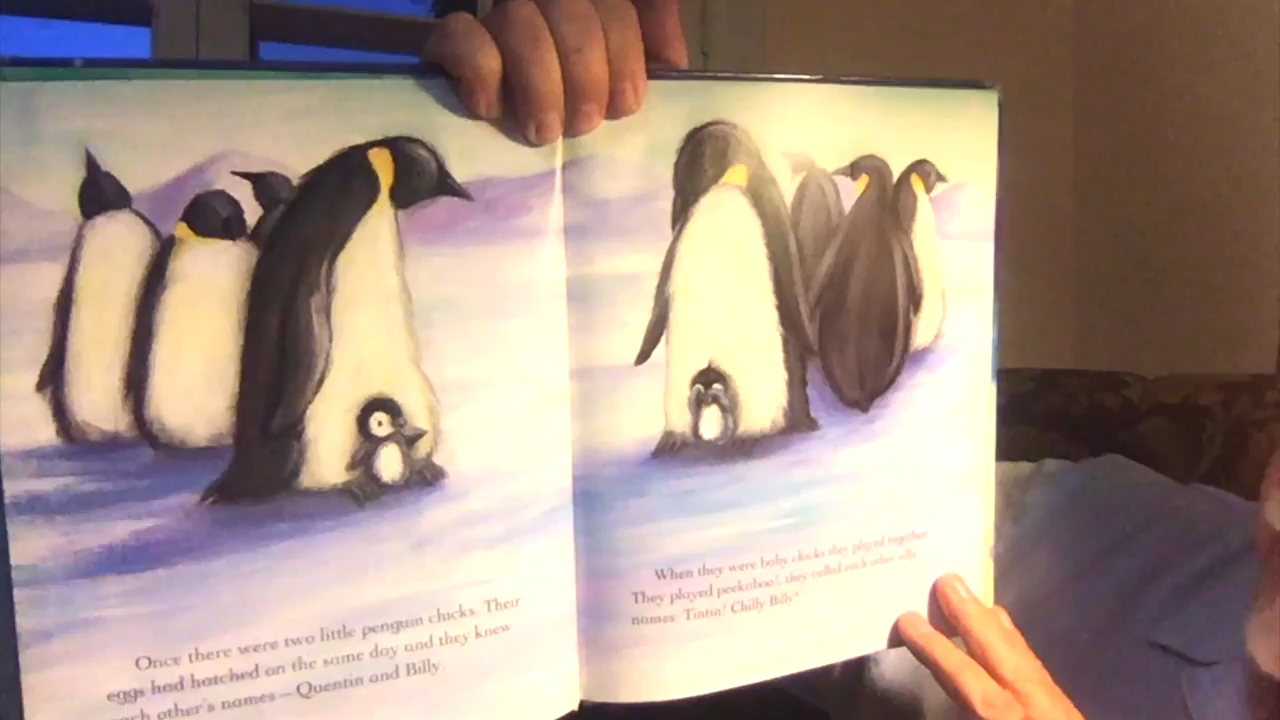 Once there were two little penguin chicks. Their
eggs had hatched on the same day and they knew
each other's names – Quentin and Billy.
When they were baby chicks they played together.
They played peekaboo!, they called each other silly
names: Tintin! Chilly Billy!